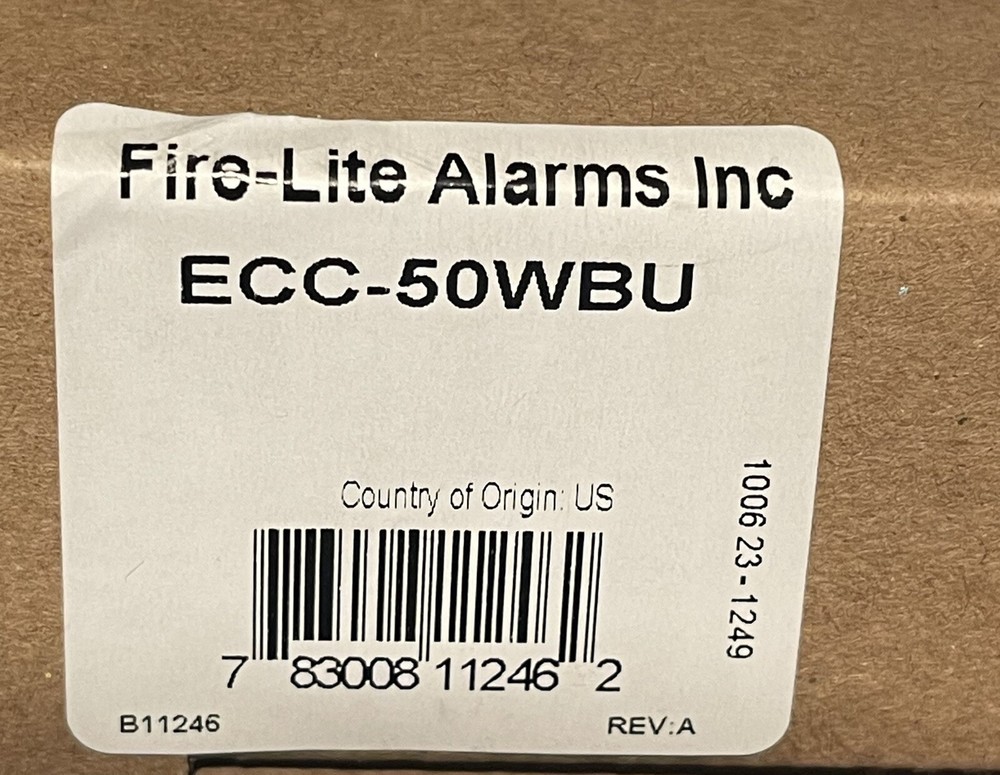 Fire-Lite Alarms Inc
ECC-50WBU
Country of Origin: US
1006 23-1249
7 83008 11246 2
B11246
REV:A